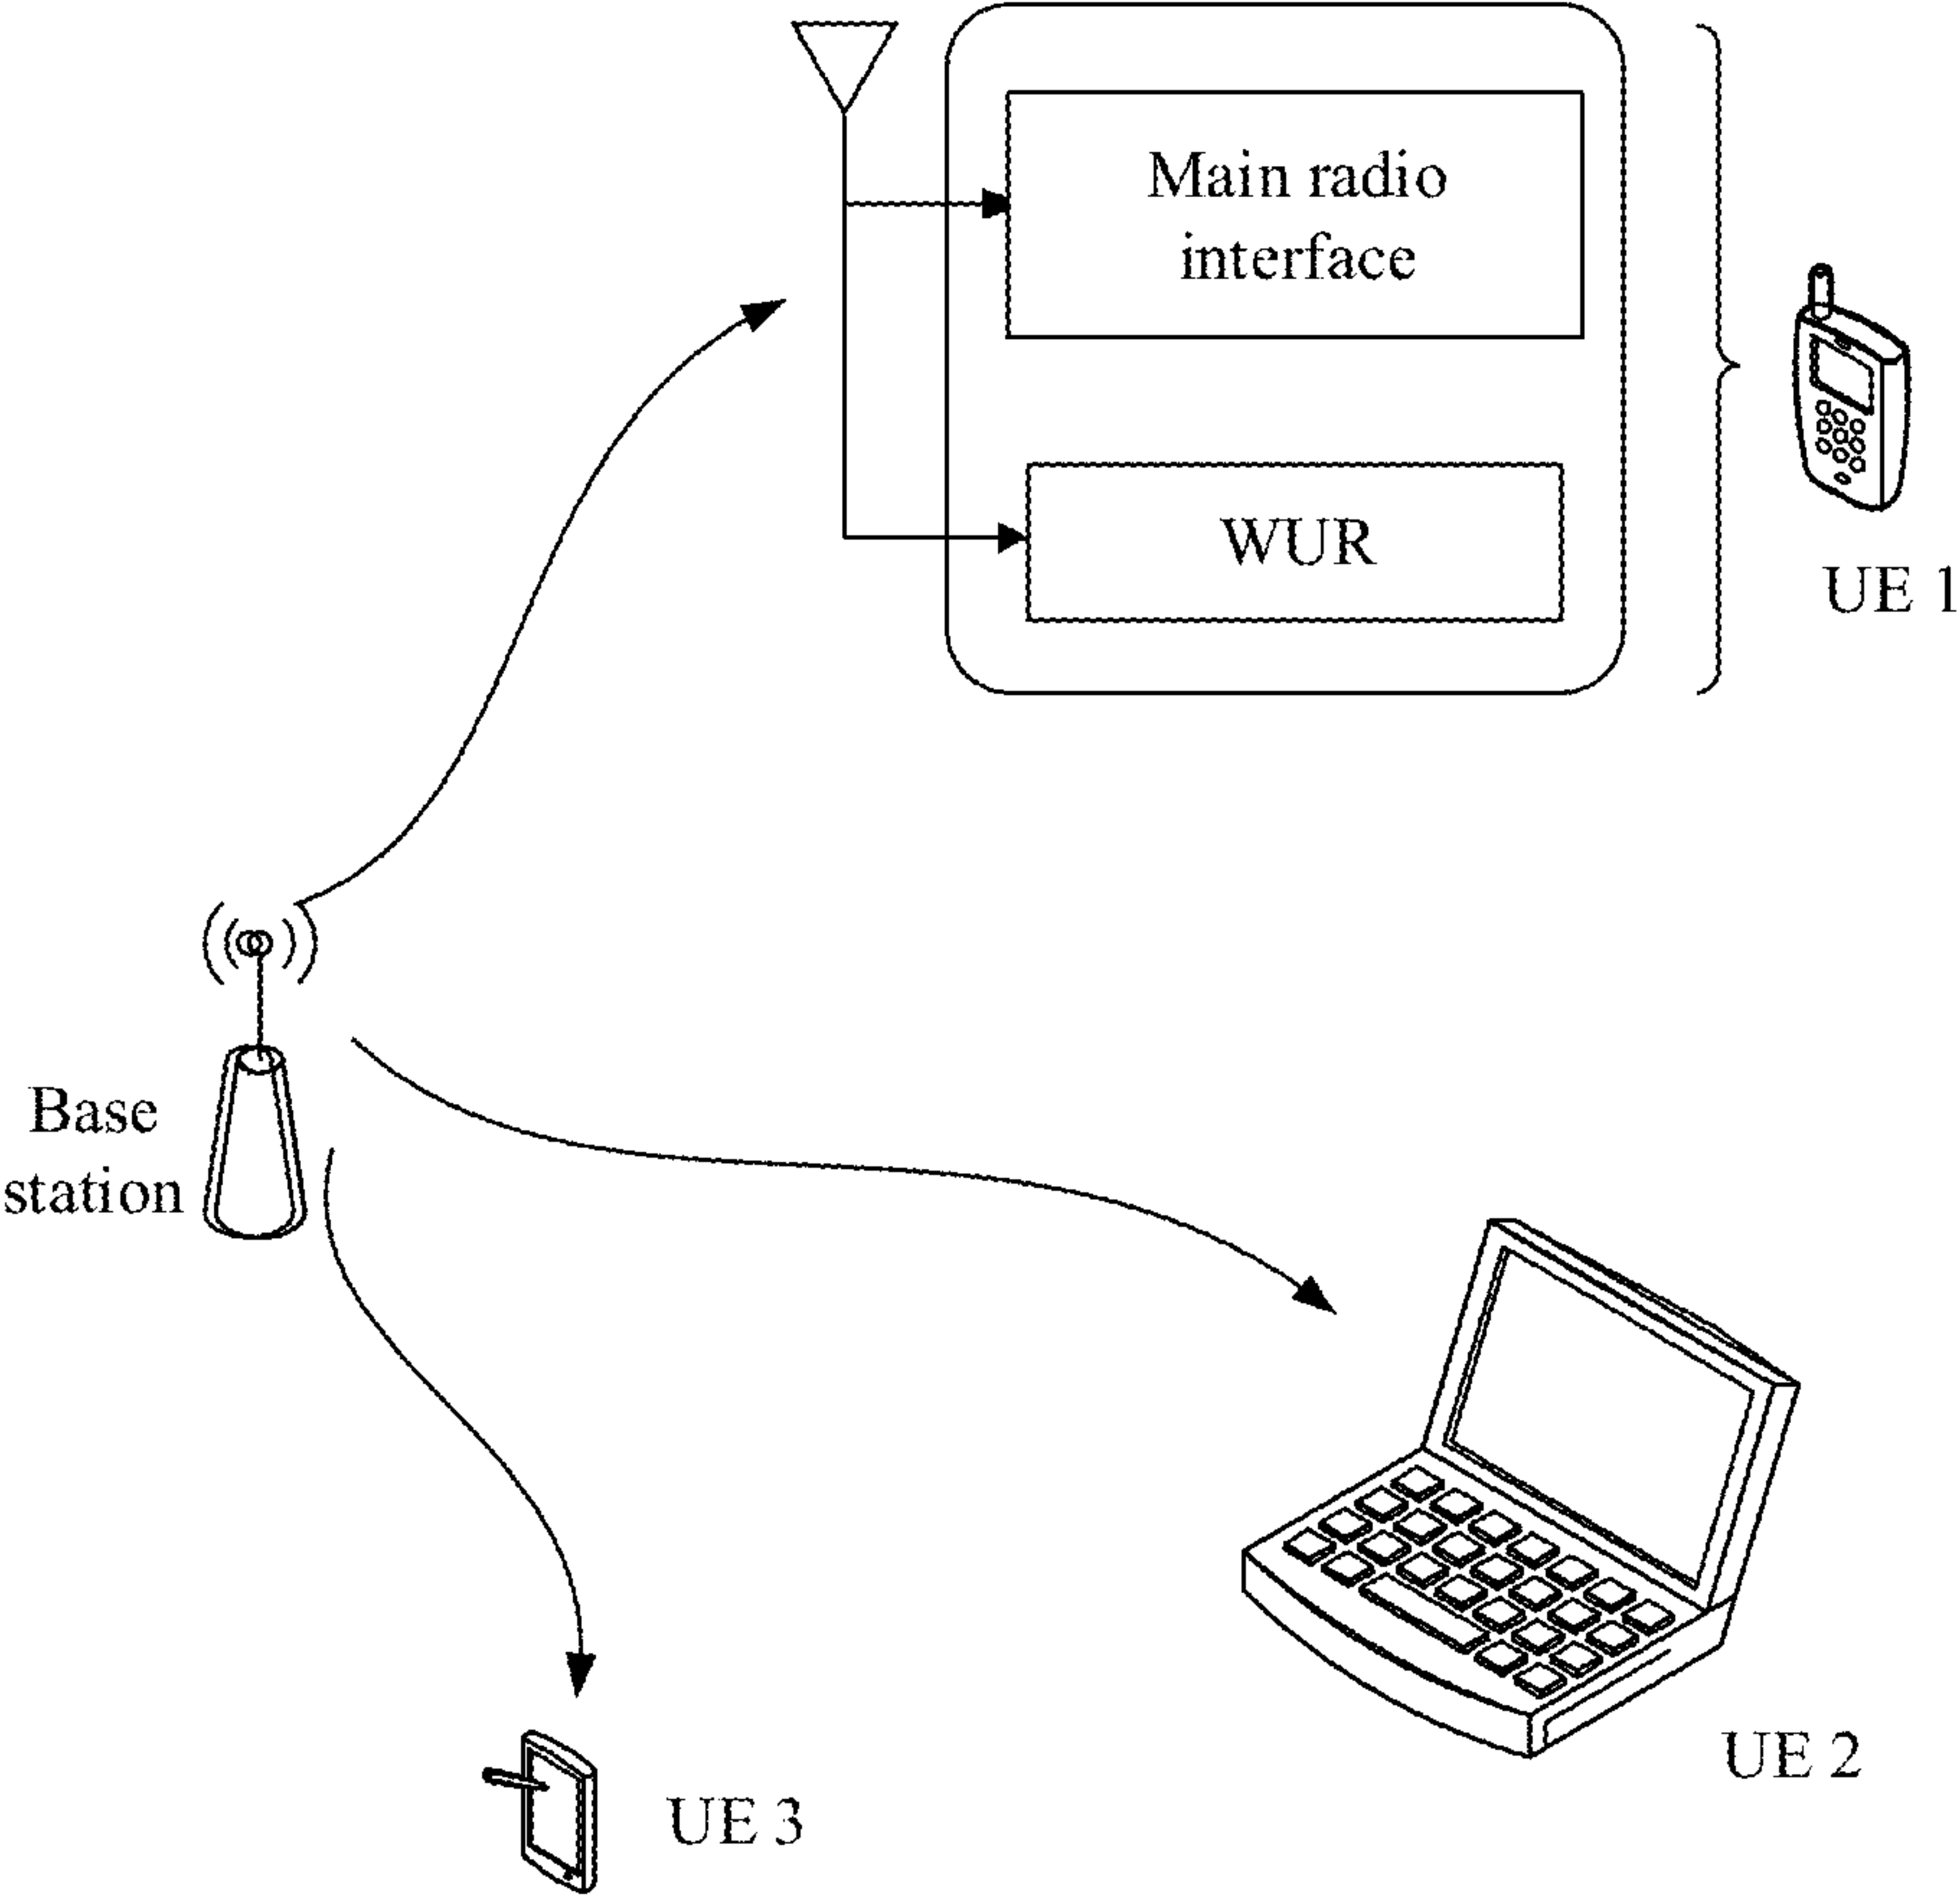 Main radio
interface
WUR
UE 1
Base
station
UE 2
UE 3